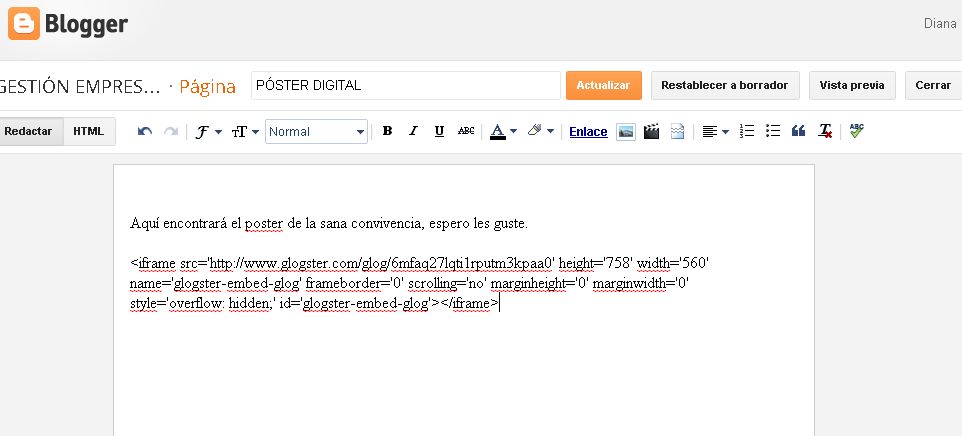 Blogger
Diana
GESTIÓN EMPRES... · Página
PÓSTER DIGITAL
Actualizar
Restablecer a borrador
Vista previa
Cerrar
Redactar HTML
F T Normal B I U ABC A Enlace T ABC
Aquí encontrará el poster de la sana convivencia, espero les guste.
<iframe src='http://www.glogster.com/glog/6mfaq27lqti1rputm3kpaa0' height='758' width='560'
name='glogster-embed-glog' frameborder='0' scrolling='no' marginheight='0' marginwidth='0'
style='overflow: hidden;' id='glogster-embed-glog'></iframe>